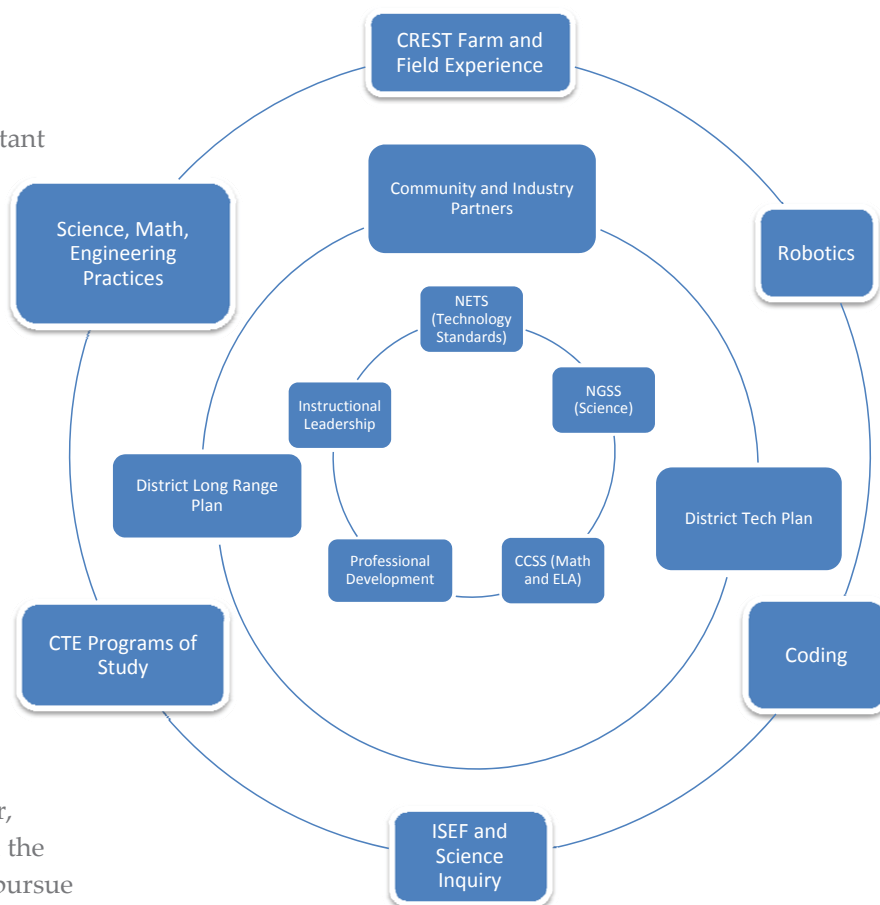 CREST Farm and
Field Experience
tant
Community and Industry
Partners
Science, Math,
Engineering
Practices
Robotics
NETS
(Technology
Standards)
NGSS
(Science)
Instructional
Leadership
District Long Range
Plan
District Tech Plan
Professional
Development
CCSS (Math
and ELA)
CTE Programs of
Study
Coding
ISEF and
Science
Inquiry
r,
the
pursue